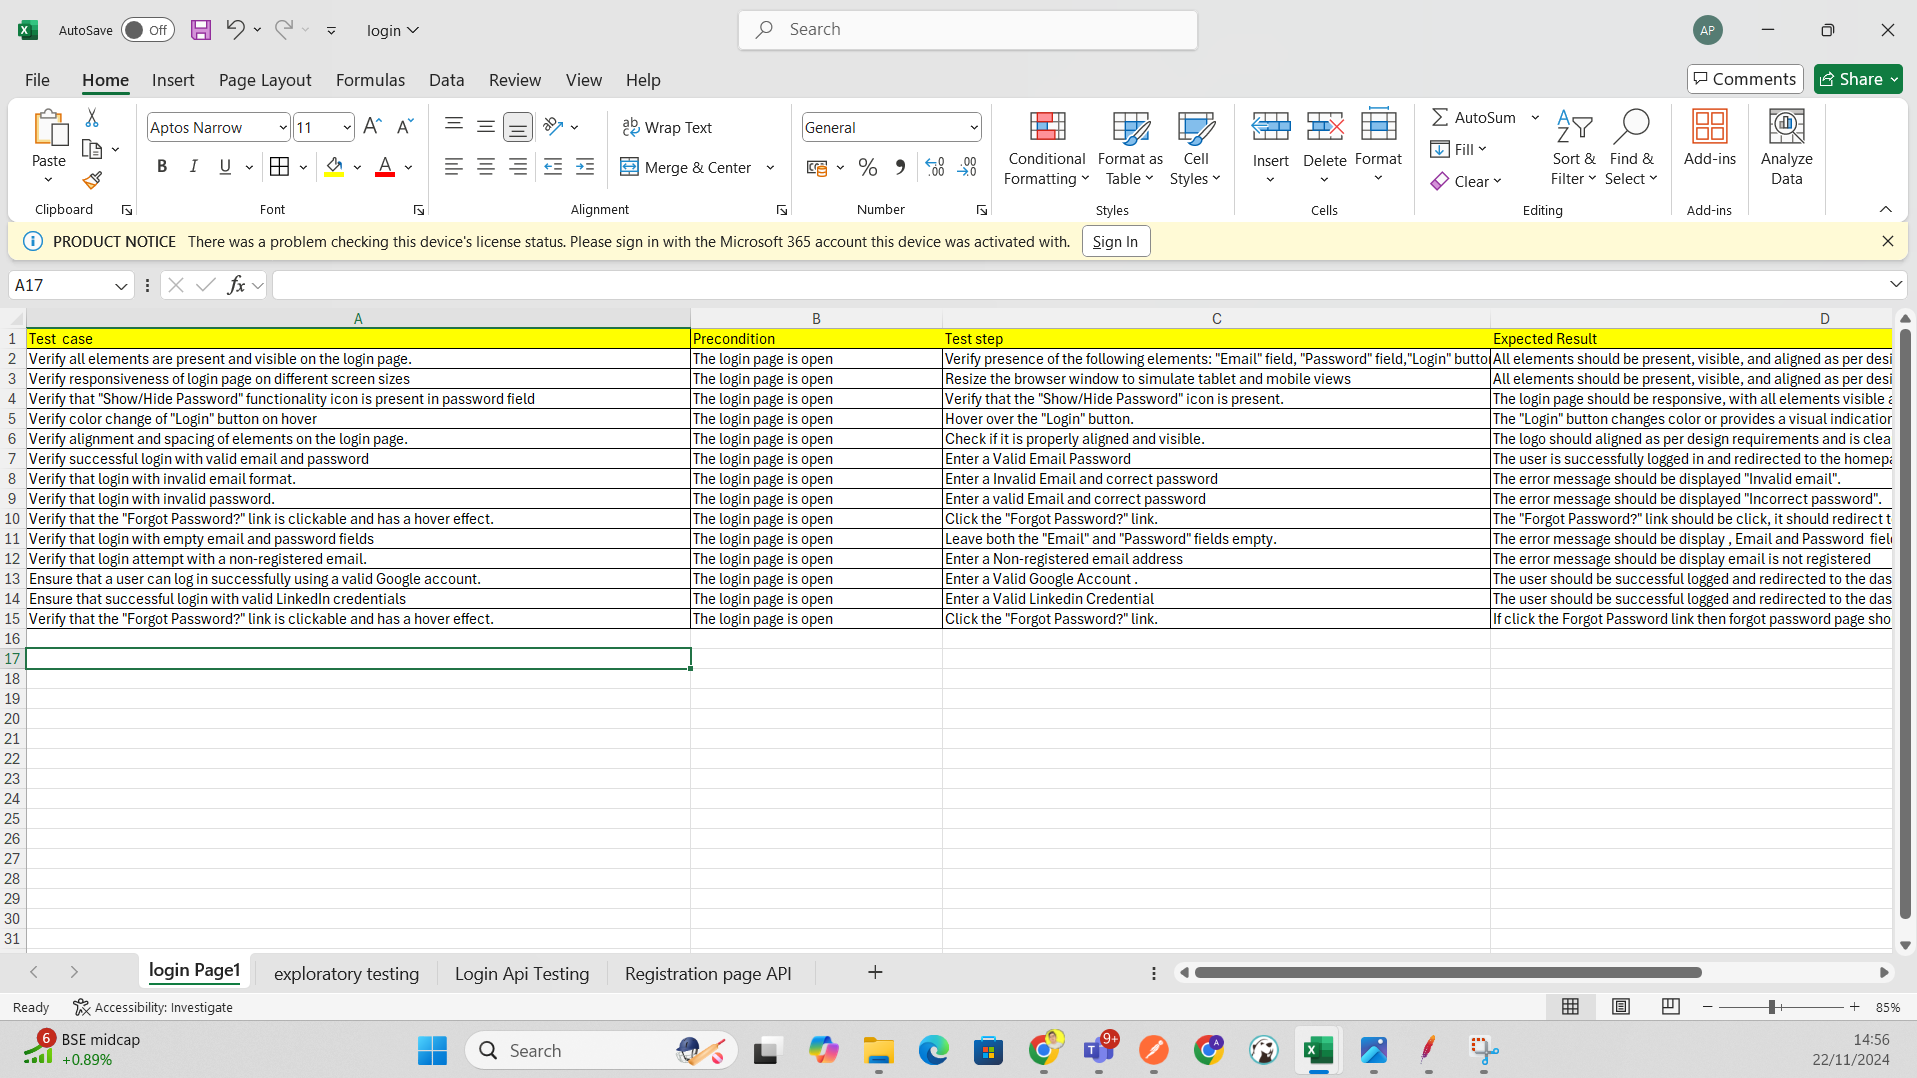 AutoSave Off login Search AP
File Home Insert Page Layout Formulas Data Review View Help Comments Share
Paste Aptos Narrow 11 Wrap Text General Conditional Formatting Format as Table Cell Styles Insert Delete Format AutoSum Sort & Filter Find & Select Add-ins Analyze Data
B I U A Merge & Center % Fill
Clear
Clipboard Font Alignment Number Styles Cells Editing Add-ins
PRODUCT NOTICE There was a problem checking this device's license status. Please sign in with the Microsoft 365 account this device was activated with. Sign In
A17 fx
A B C D
1 Test case Precondition Test step Expected Result
2 Verify all elements are present and visible on the login page. The login page is open Verify presence of the following elements: "Email" field, "Password" field,"Login" butto All elements should be present, visible, and aligned as per desi
3 Verify responsiveness of login page on different screen sizes The login page is open Resize the browser window to simulate tablet and mobile views All elements should be present, visible, and aligned as per desi
4 Verify that "Show/Hide Password" functionality icon is present in password field The login page is open Verify that the "Show/Hide Password" icon is present. The login page should be responsive, with all elements visible a
5 Verify color change of "Login" button on hover The login page is open Hover over the "Login" button. The "Login" button changes color or provides a visual indication
6 Verify alignment and spacing of elements on the login page. The login page is open Check if it is properly aligned and visible. The logo should aligned as per design requirements and is clea
7 Verify successful login with valid email and password The login page is open Enter a Valid Email Password The user is successfully logged in and redirected to the homepa
8 Verify that login with invalid email format. The login page is open Enter a Invalid Email and correct password The error message should be displayed "Invalid email".
9 Verify that login with invalid password. The login page is open Enter a valid Email and correct password The error message should be displayed "Incorrect password".
10 Verify that the "Forgot Password?" link is clickable and has a hover effect. The login page is open Click the "Forgot Password?" link. The "Forgot Password?" link should be click, it should redirect t
11 Verify that login with empty email and password fields The login page is open Leave both the "Email" and "Password" fields empty. The error message should be display , Email and Password fiel
12 Verify that login attempt with a non-registered email. The login page is open Enter a Non-registered email address The error message should be display email is not registered
13 Ensure that a user can log in successfully using a valid Google account. The login page is open Enter a Valid Google Account . The user should be successful logged and redirected to the das
14 Ensure that successful login with valid LinkedIn credentials The login page is open Enter a Valid Linkedin Credential The user should be successful logged and redirected to the das
15 Verify that the "Forgot Password?" link is clickable and has a hover effect. The login page is open Click the "Forgot Password?" link. If click the Forgot Password link then forgot password page sho
16
17
18
19
20
21
22
23
24
25
26
27
28
29
30
31
login Page1 exploratory testing Login Api Testing Registration page API
Ready Accessibility: Investigate 85%
6 BSE midcap Search 9+ 14:56
+0.89% 22/11/2024